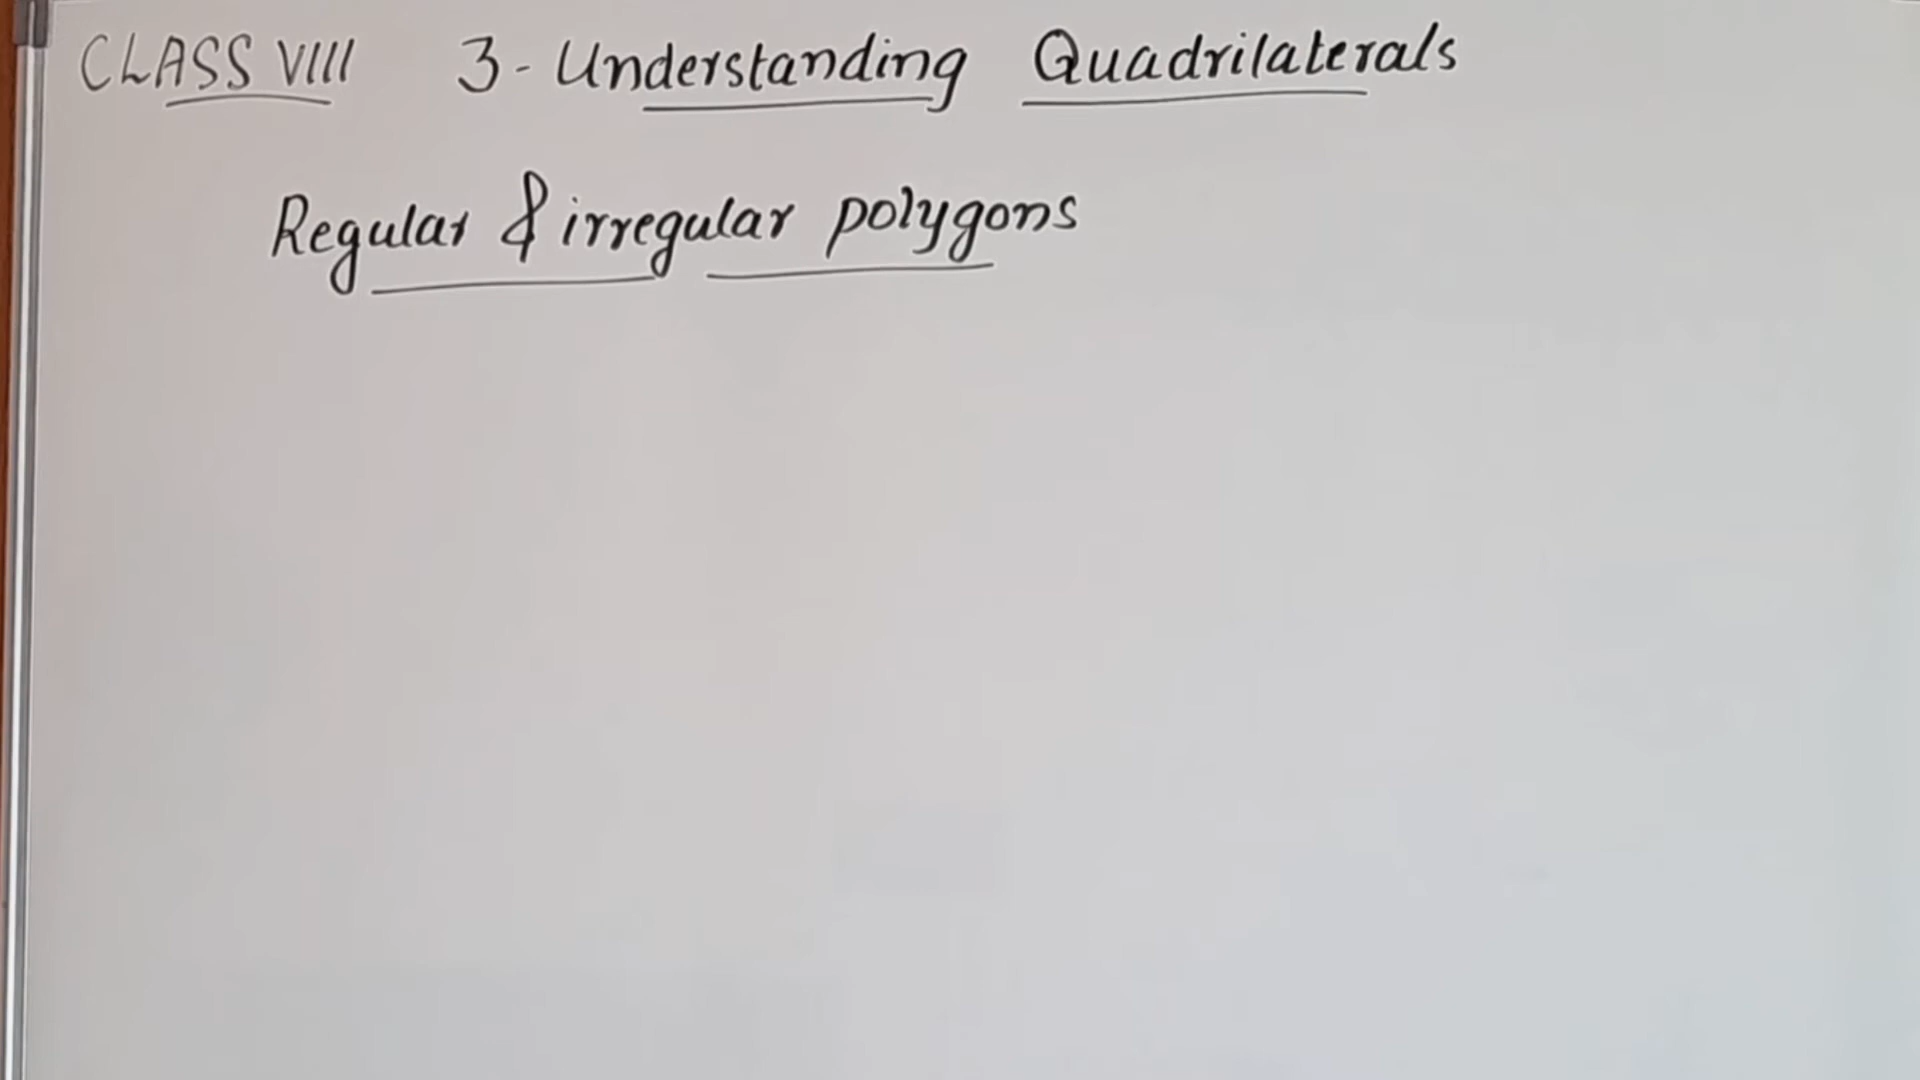 CLASS VIII 3 - Understanding Quadrilaterals
Regular & irregular polygons